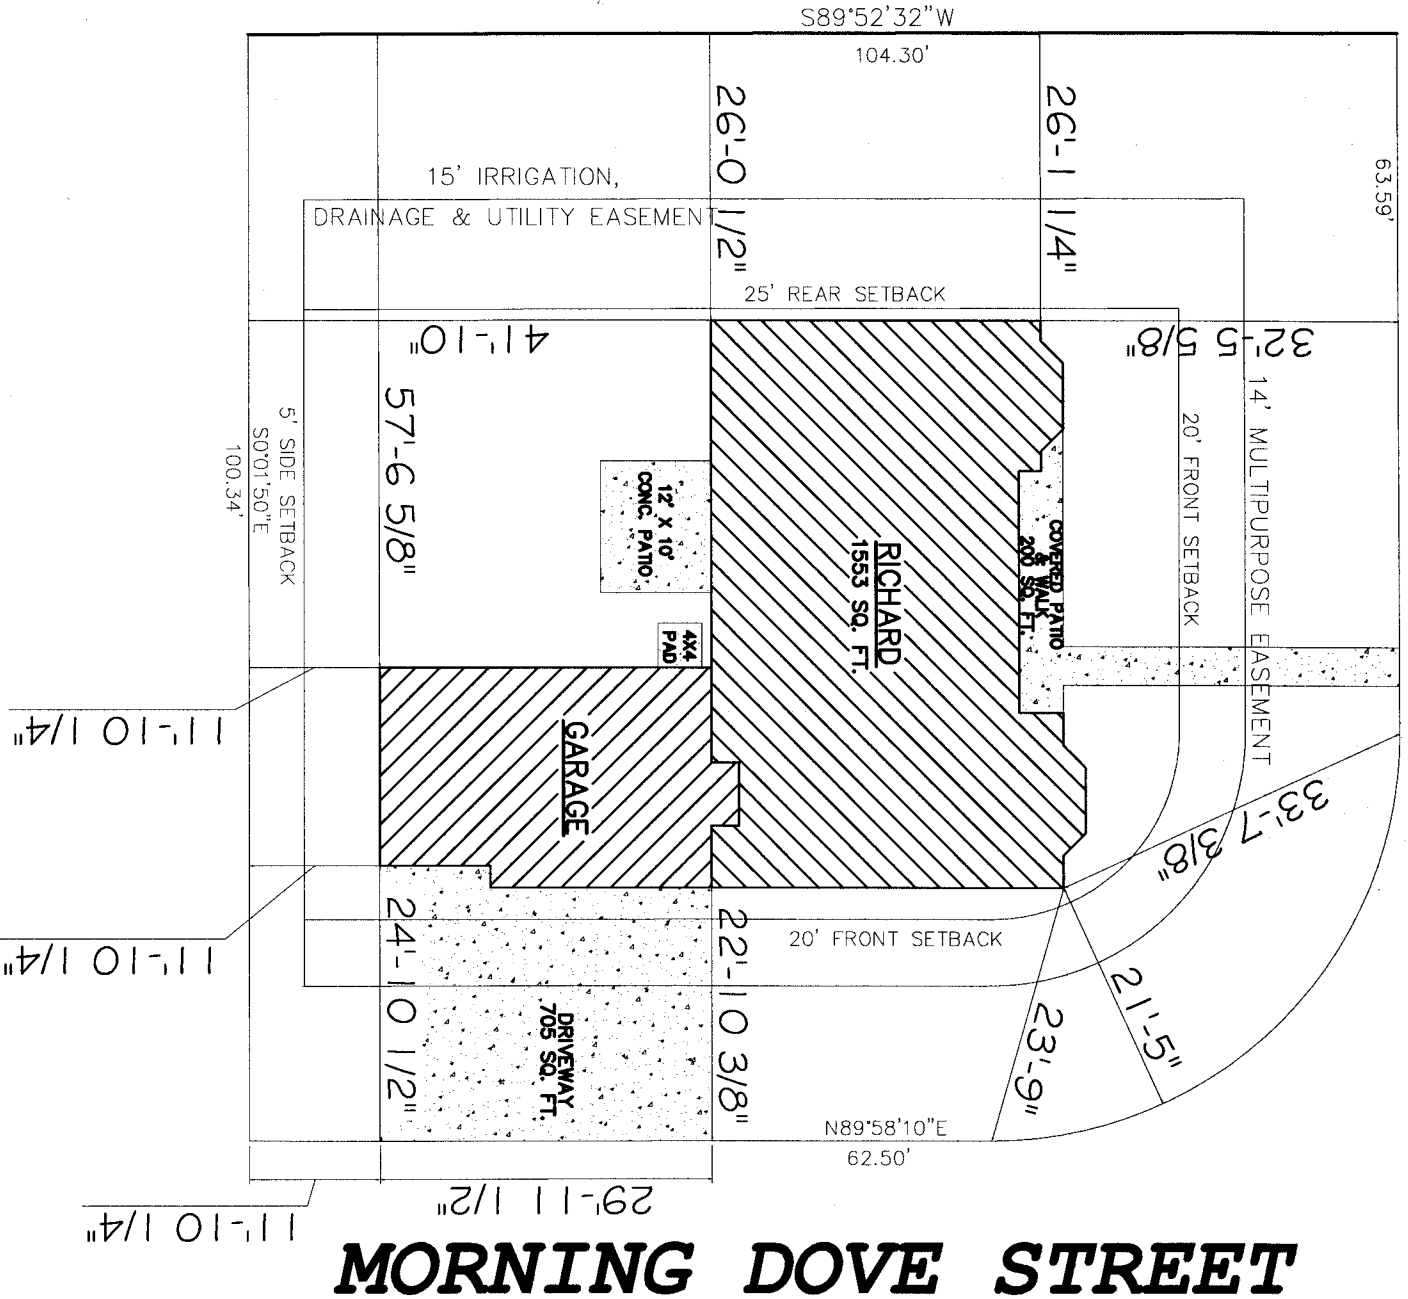 S89°52'32"W
104.30'
26'-0 1/2"
26'-1 1/4"
63.59'
15' IRRIGATION,
DRAINAGE & UTILITY EASEMENT
25' REAR SETBACK
41'-10"
32'-5 5/8"
57'-6 5/8"
5' SIDE SETBACK
S0°01'50"E
100.34'
12' X 10'
CONC. PATIO
4X4
PAD
RICHARD
1553 SQ. FT.
COVERED PATIO
& WALK
200 SQ. FT.
20' FRONT SETBACK
14' MULTIPURPOSE EASEMENT
11'-10 1/4"
GARAGE
33'-7 3/8"
11'-10 1/4"
24'-10 1/2"
22'-10 3/8"
20' FRONT SETBACK
DRIVEWAY
705 SQ. FT.
23'-9"
21'-5"
N89°58'10"E
62.50'
29'-11 1/2"
11'-10 1/4"
MORNING DOVE STREET